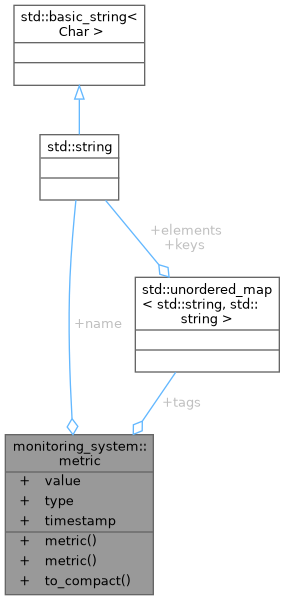 std::basic_string<
Char >
std::string
+elements
+keys
std::unordered_map
< std::string, std::
string >
+name
+tags
monitoring_system::
metric
+ value
+ type
+ timestamp
+ metric()
+ metric()
+ to_compact()